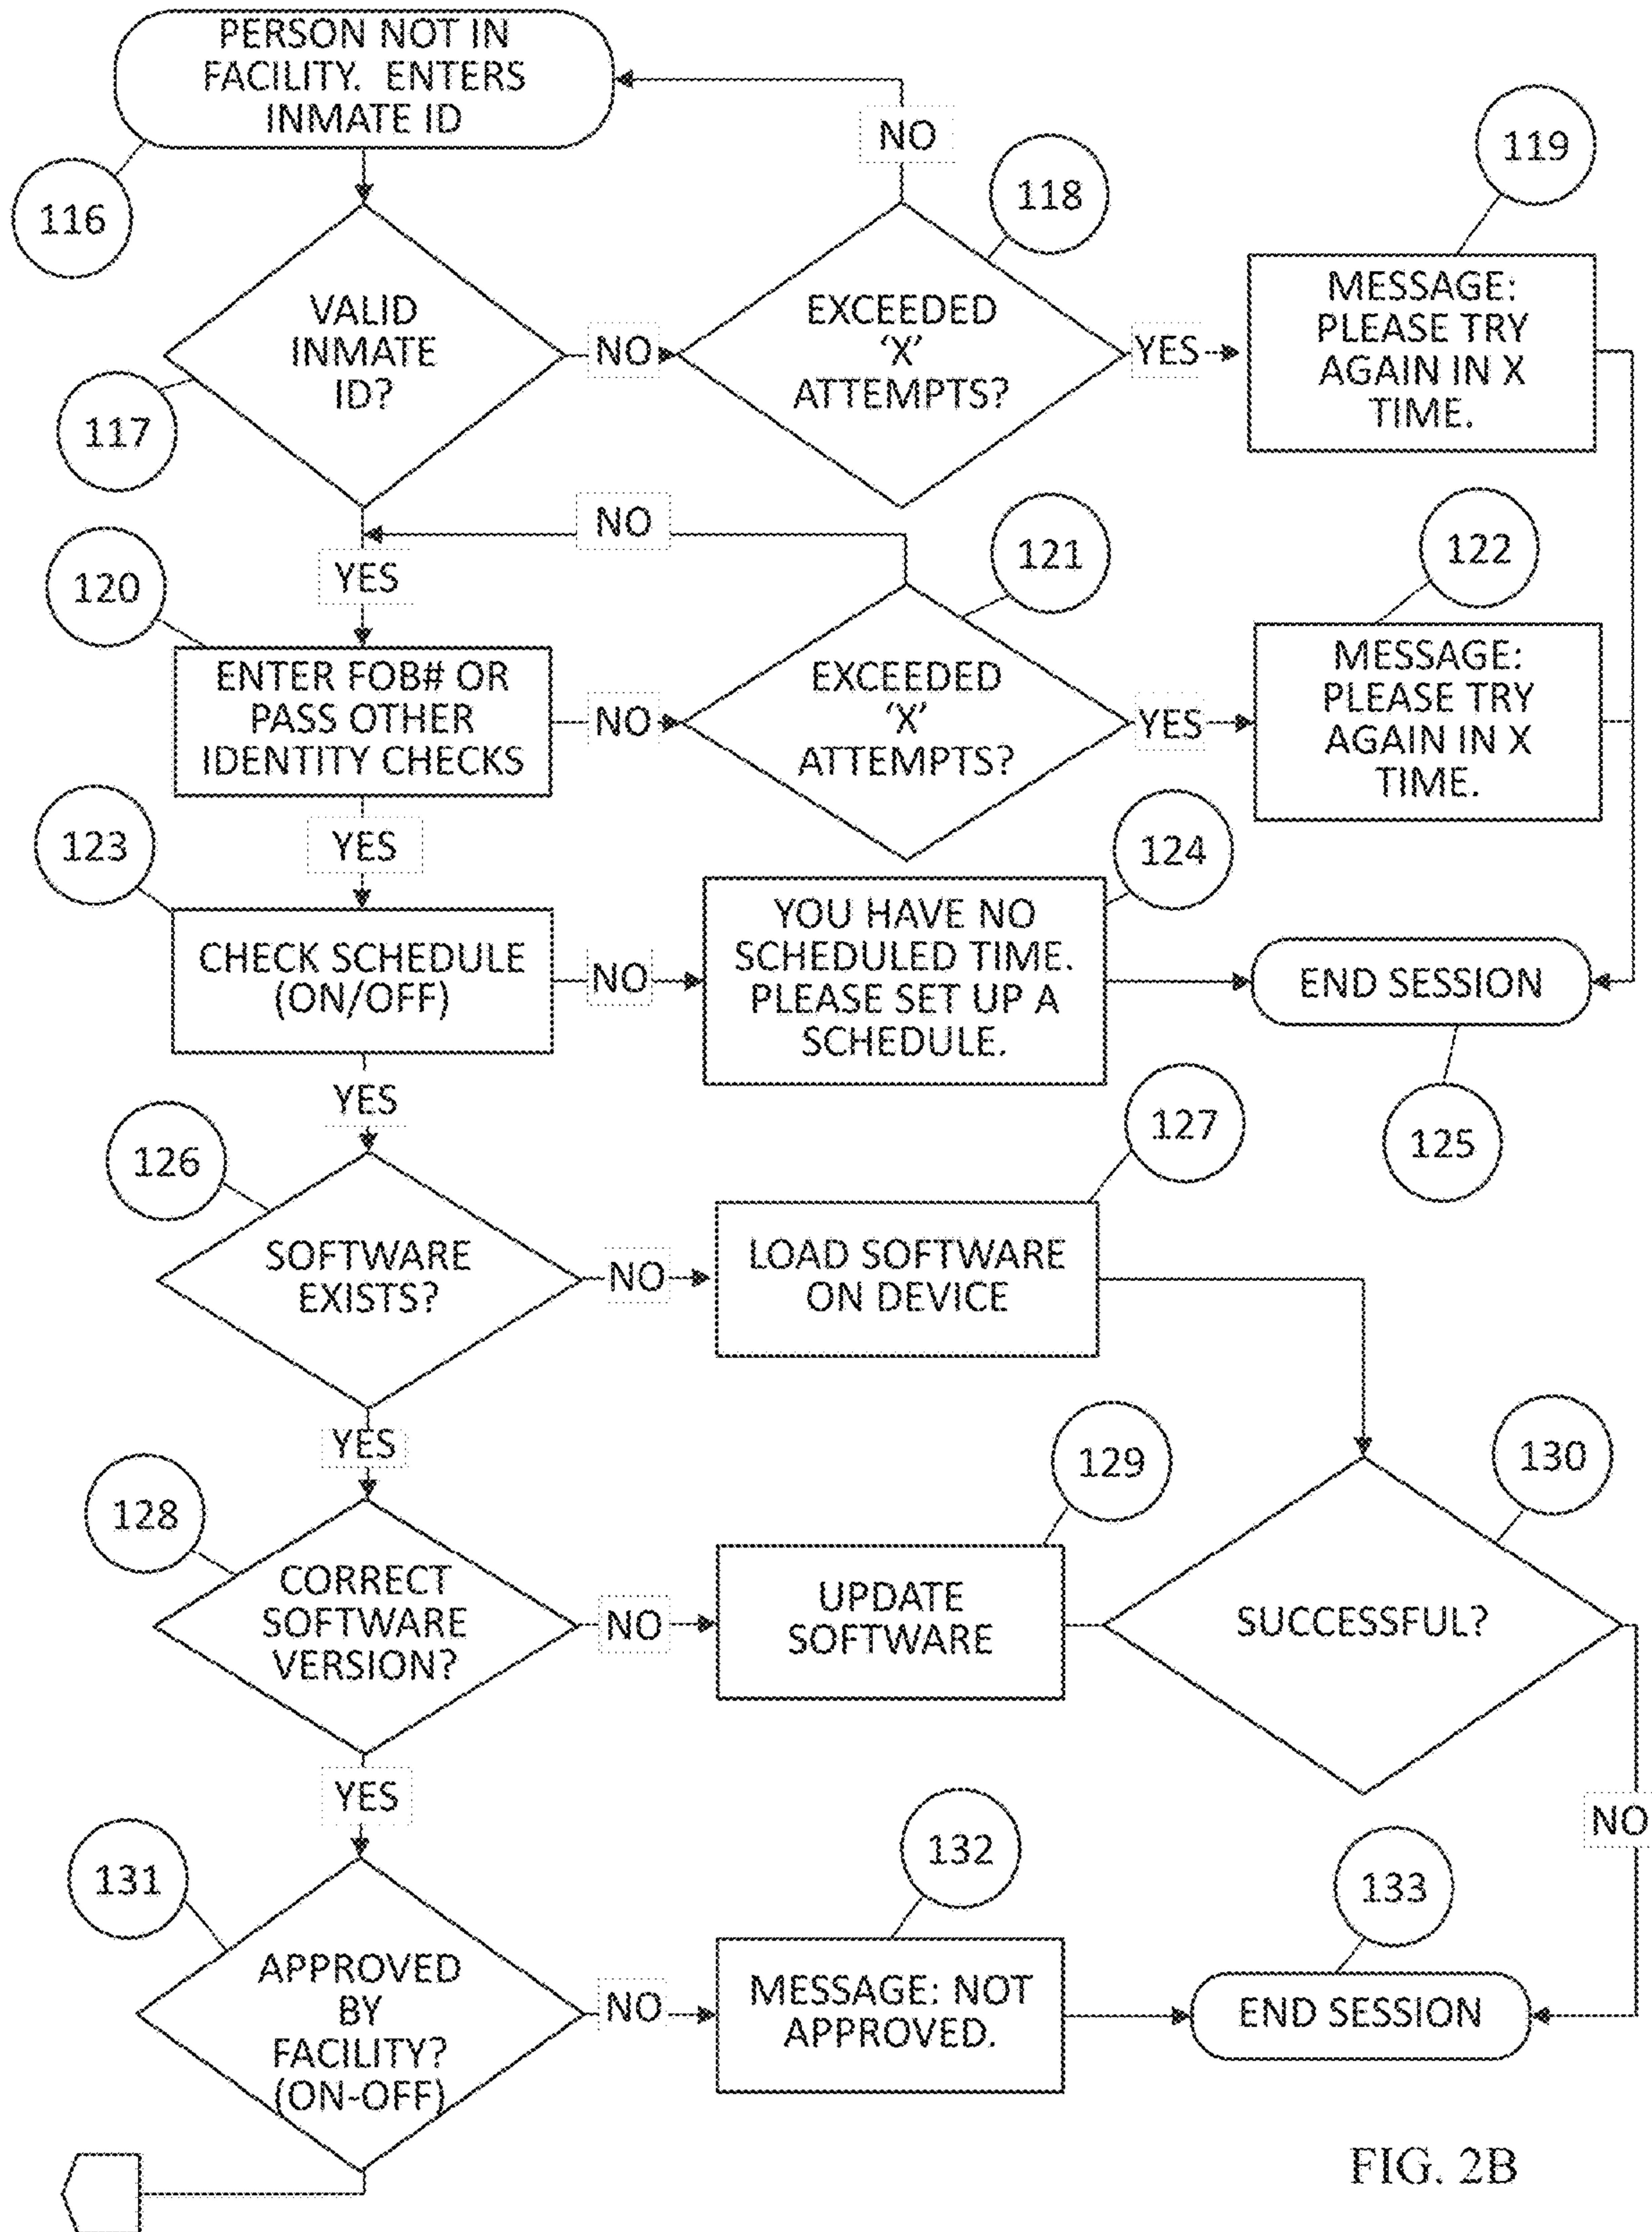 PERSON NOT IN
FACILITY. ENTERS
INMATE ID
NO
116
118
119
VALID
INMATE
ID?
NO
EXCEEDED
‘X’
ATTEMPTS?
YES
MESSAGE:
PLEASE TRY
AGAIN IN X
TIME.
117
NO
YES
120
121
122
ENTER FOB# OR
PASS OTHER
IDENTITY CHECKS
NO
EXCEEDED
‘X’
ATTEMPTS?
YES
MESSAGE:
PLEASE TRY
AGAIN IN X
TIME.
YES
123
124
CHECK SCHEDULE
(ON/OFF)
NO
YOU HAVE NO
SCHEDULED TIME.
PLEASE SET UP A
SCHEDULE.
END SESSION
125
YES
126
127
SOFTWARE
EXISTS?
NO
LOAD SOFTWARE
ON DEVICE
YES
128
129
130
CORRECT
SOFTWARE
VERSION?
NO
UPDATE
SOFTWARE
SUCCESSFUL?
YES
NO
131
132
133
APPROVED
BY
FACILITY?
(ON-OFF)
NO
MESSAGE: NOT
APPROVED.
END SESSION
FIG. 2B